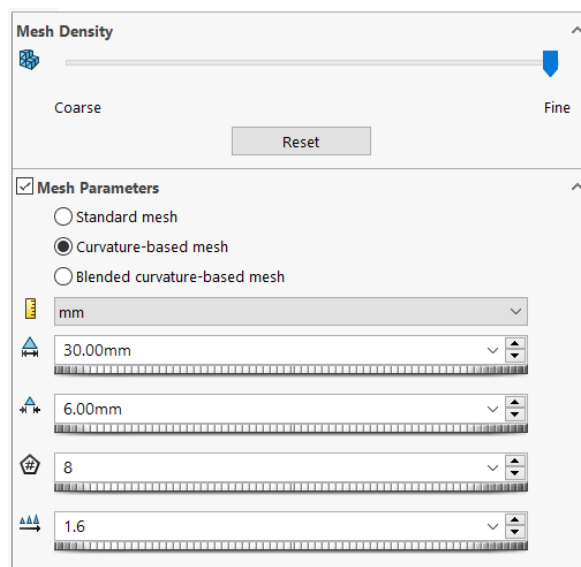 Mesh Density
Coarse
Fine
Reset
Mesh Parameters
Standard mesh
Curvature-based mesh
Blended curvature-based mesh
mm
30.00mm
6.00mm
#
8
1.6